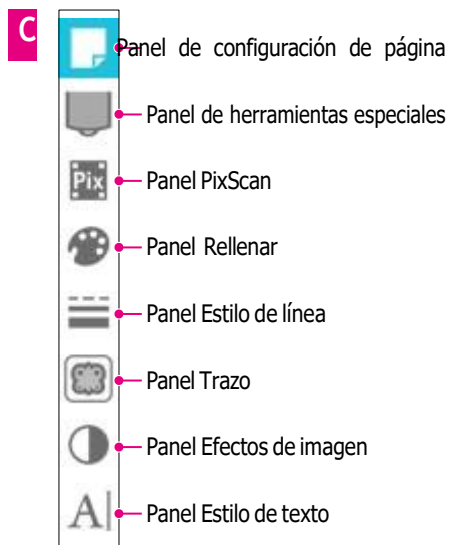 C
Panel de configuración de página
Panel de herramientas especiales
Pix
Panel PixScan
Panel Rellenar
Panel Estilo de línea
Panel Trazo
Panel Efectos de imagen
A
Panel Estilo de texto